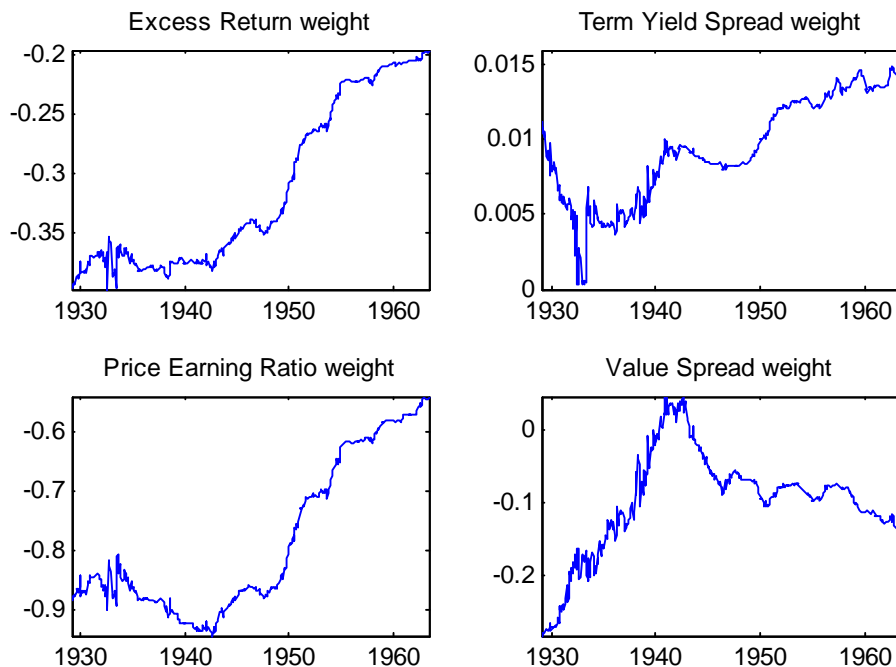 Excess Return weight
-0.2
-0.25
-0.3
-0.35
1930 1940 1950 1960
Term Yield Spread weight
0.015
0.01
0.005
0
1930 1940 1950 1960
Price Earning Ratio weight
-0.6
-0.7
-0.8
-0.9
1930 1940 1950 1960
Value Spread weight
0
-0.1
-0.2
1930 1940 1950 1960